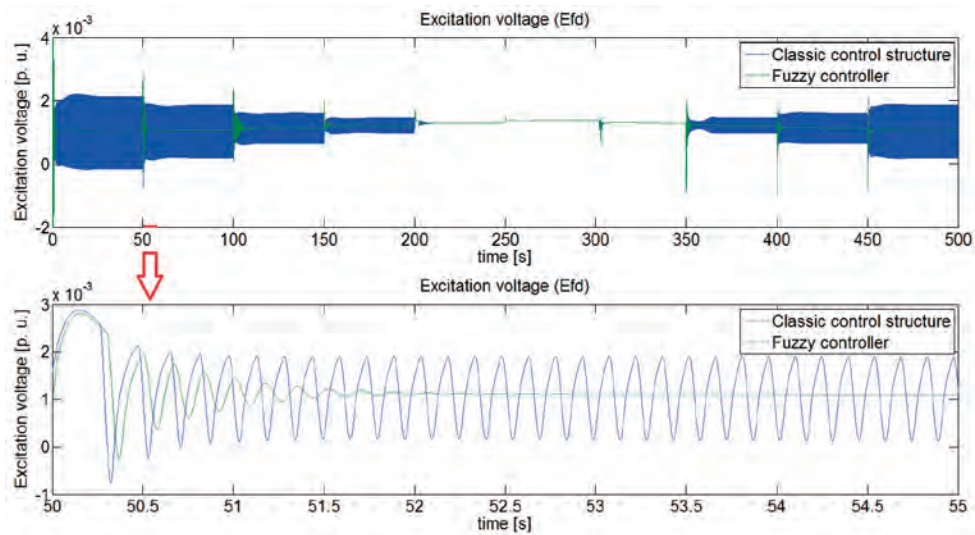 Excitation voltage (Efd)
x 10⁻³
4
2
0
-2
Excitation voltage [p. u.]
Classic control structure
Fuzzy controller
0 50 100 150 200 250 300 350 400 450 500
time [s]
Excitation voltage (Efd)
x 10⁻³
3
2
1
0
-1
Excitation voltage [p. u.]
Classic control structure
Fuzzy controller
50 50.5 51 51.5 52 52.5 53 53.5 54 54.5 55
time [s]